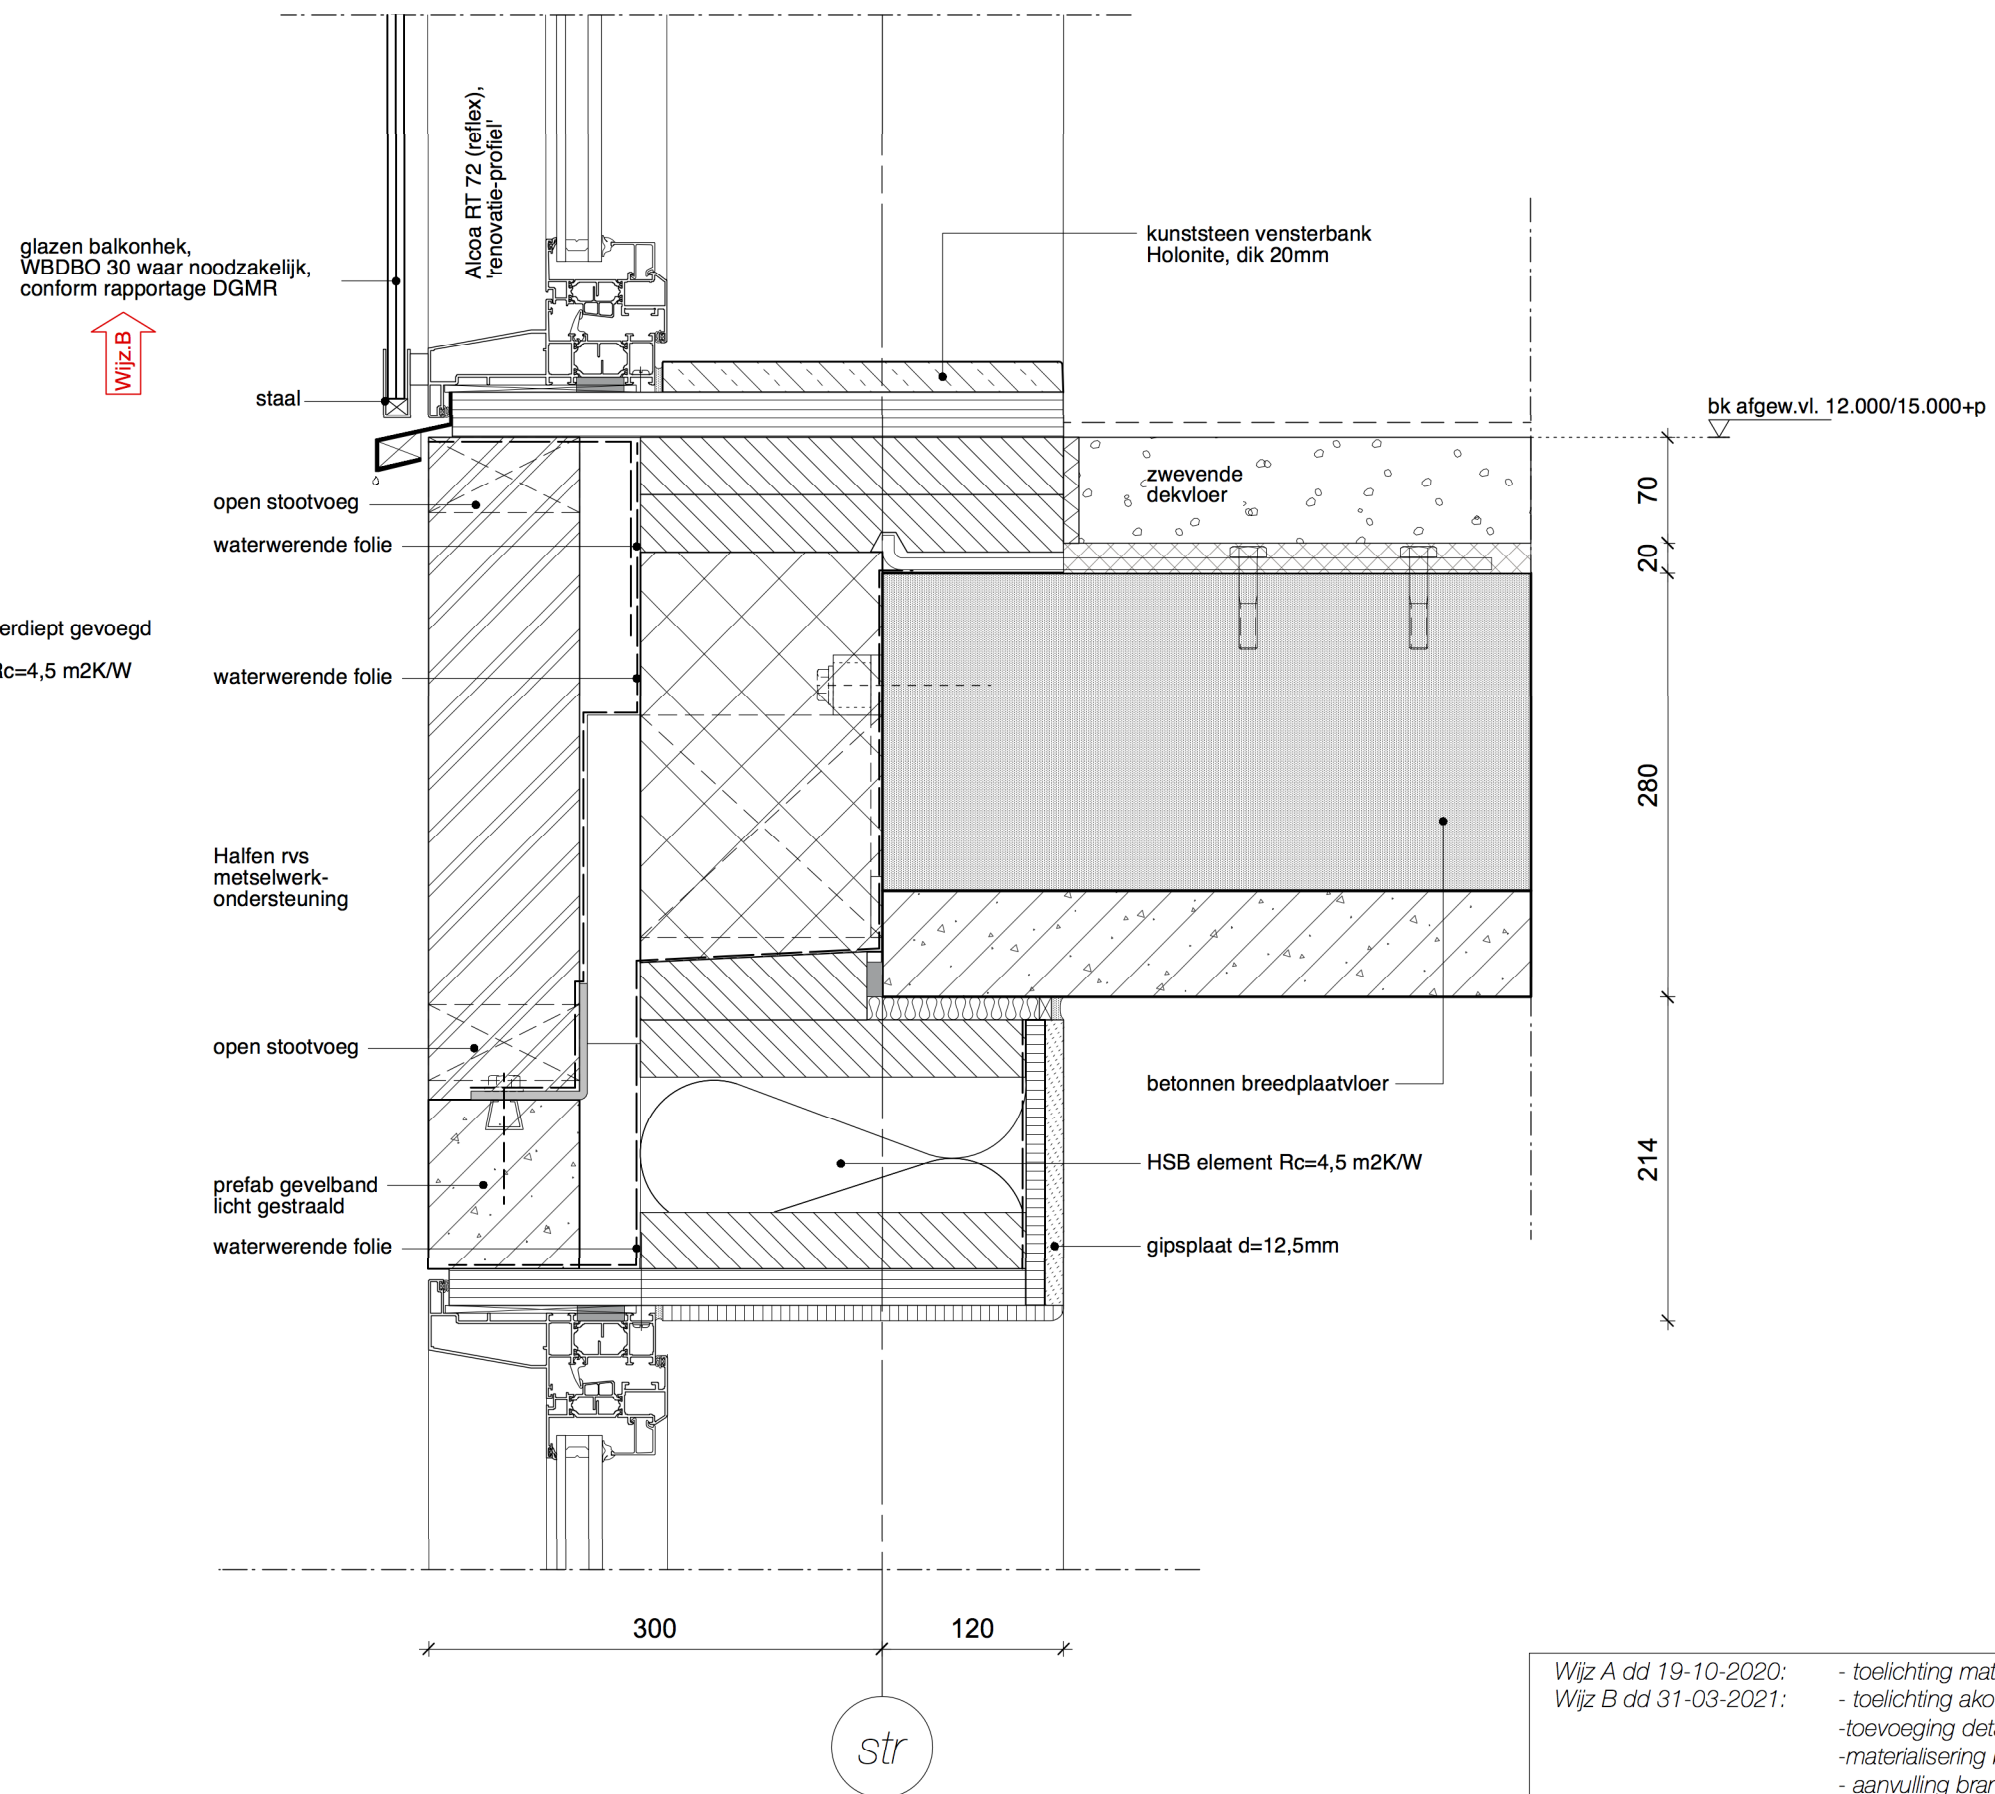 Alcoa RT 72 (reflex),
'renovatie-profiel'
glazen balkonhek,
WBDBO 30 waar noodzakelijk,
conform rapportage DGMR
Wijz.B
staal
kunststeen vensterbank
Holonite, dik 20mm
bk afgew.vl. 12.000/15.000+p
zwevende
dekvloer
70
20
280
214
open stootvoeg
waterwerende folie
erdiept gevoegd
Rc=4,5 m2K/W
waterwerende folie
Halfen rvs
metselwerk-
ondersteuning
open stootvoeg
betonnen breedplaatvloer
HSB element Rc=4,5 m2K/W
prefab gevelband
licht gestraald
waterwerende folie
gipsplaat d=12,5mm
300
120
str
Wijz A dd 19-10-2020: - toelichting mat
Wijz B dd 31-03-2021: - toelichting ako
-toevoeging deta
-materialisering
- aanvulling bran